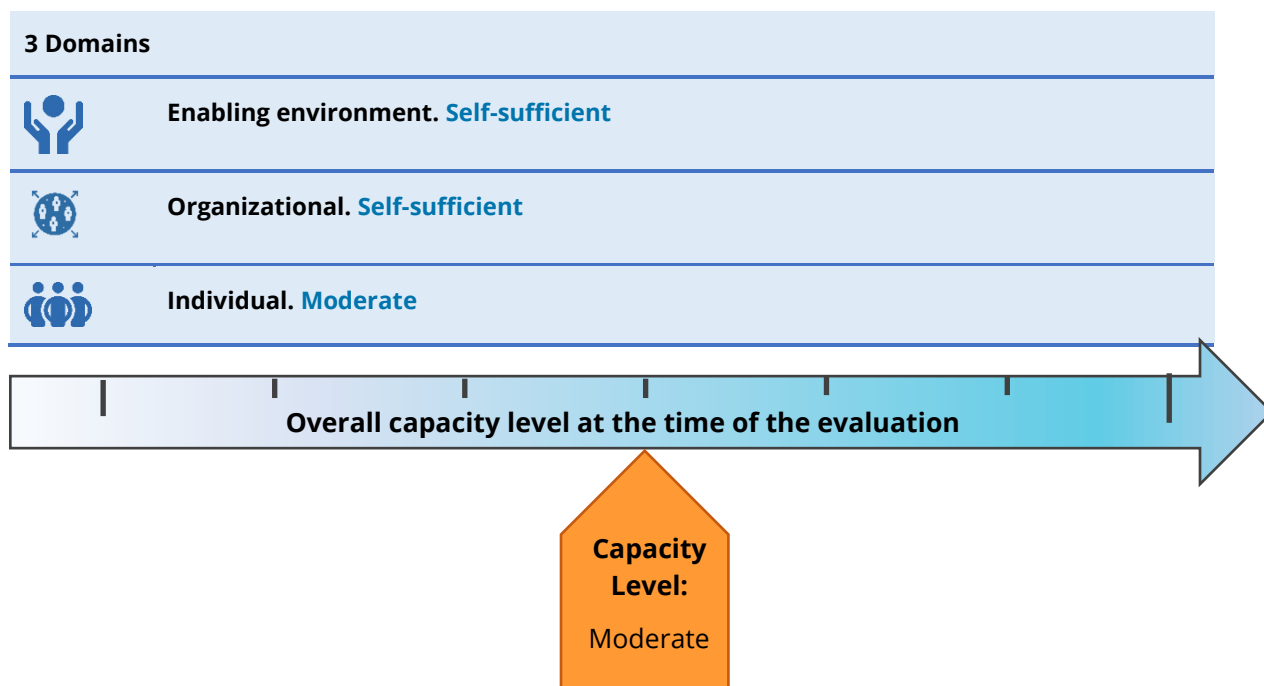 3 Domains
Enabling environment. Self-sufficient
Organizational. Self-sufficient
Individual. Moderate
Overall capacity level at the time of the evaluation
Capacity
Level:
Moderate